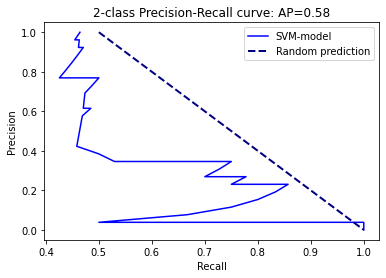 2-class Precision-Recall curve: AP=0.58
SVM-model
Random prediction
Precision
1.0
0.8
0.6
0.4
0.2
0.0
0.4 0.5 0.6 0.7 0.8 0.9 1.0
Recall